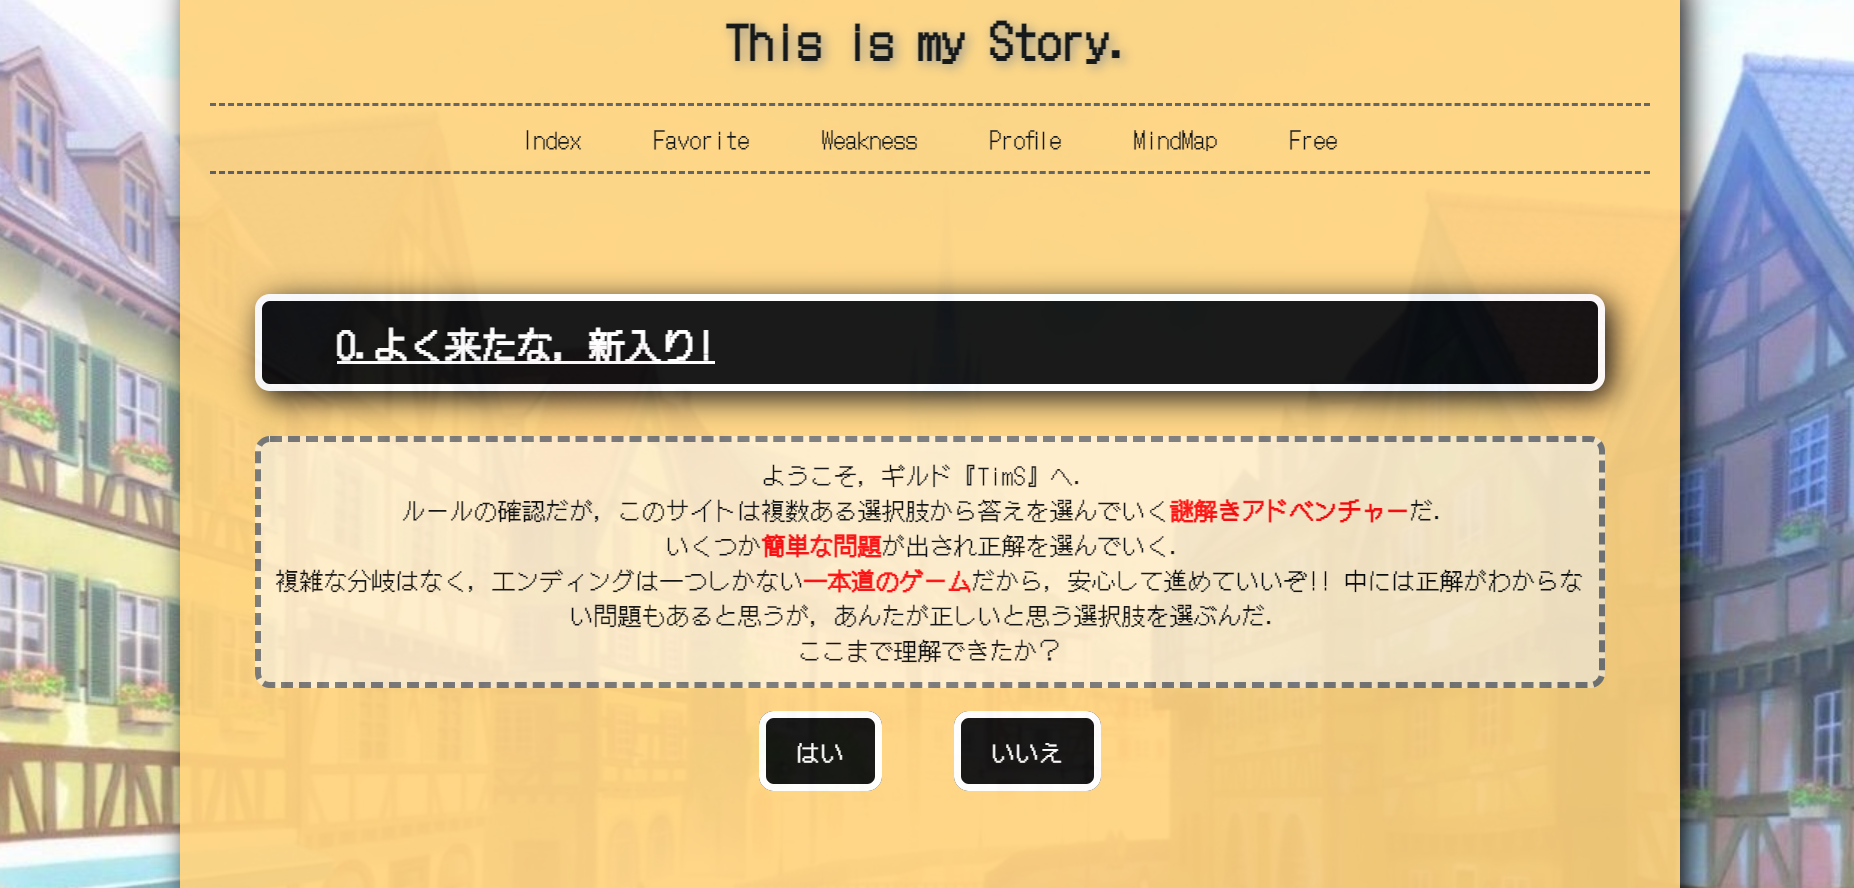 This is my Story.
Index Favorite Weakness Profile MindMap Free
0.よく来たな，新入り!
ようこそ，ギルド『TimS』へ．
ルールの確認だが，このサイトは複数ある選択肢から答えを選んでいく謎解きアドベンチャーだ．
いくつか簡単な問題が出され正解を選んでいく．
複雑な分岐はなく，エンディングは一つしかない一本道のゲームだから，安心して進めていいぞ!! 中には正解がわからな
い問題もあると思うが，あんたが正しいと思う選択肢を選ぶんだ．
ここまで理解できたか？
はい いいえ